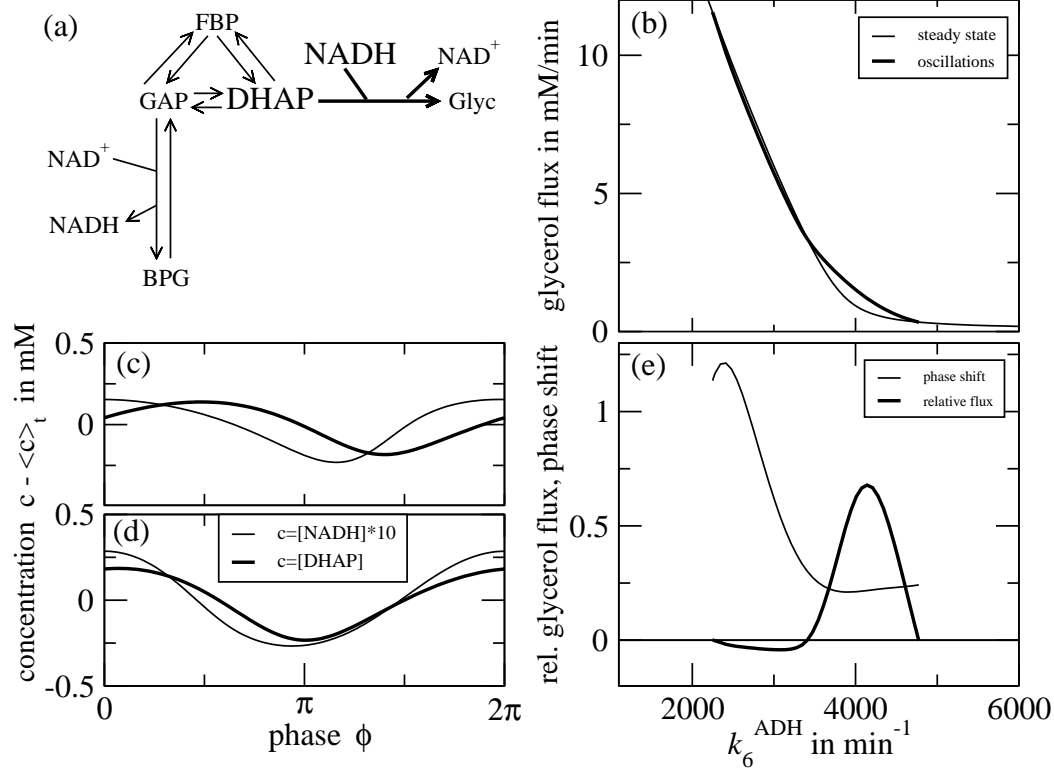 (a)
FBP
NADH
NAD+
GAP
DHAP
Glyc
NAD+
NADH
BPG
(b)
steady state
oscillations
glycerol flux in mM/min
10
5
0
(c)
0.5
0
concentration c - <c>t in mM
(d)
c=[NADH]*10
c=[DHAP]
0.5
0
-0.5
0
π
2π
phase ϕ
(e)
phase shift
relative flux
rel. glycerol flux, phase shift
1
0.5
0
2000
4000
6000
k6ADH in min-1